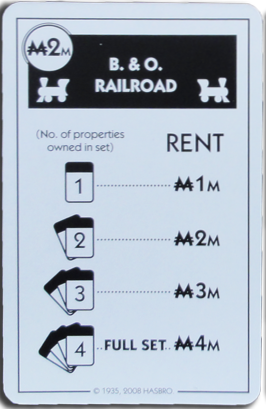 ₩2M
B. & O.
RAILROAD
(No. of properties
owned in set)
RENT
1 ₩1M
2 ₩2M
3 ₩3M
4 FULL SET ₩4M
© 1935, 2008 HASBRO